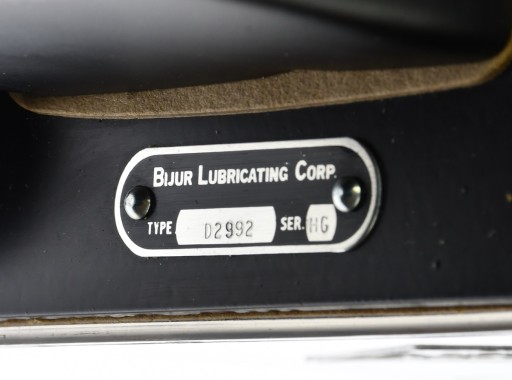 BIJUR LUBRICATING CORP.
TYPE D2992 SER. HG